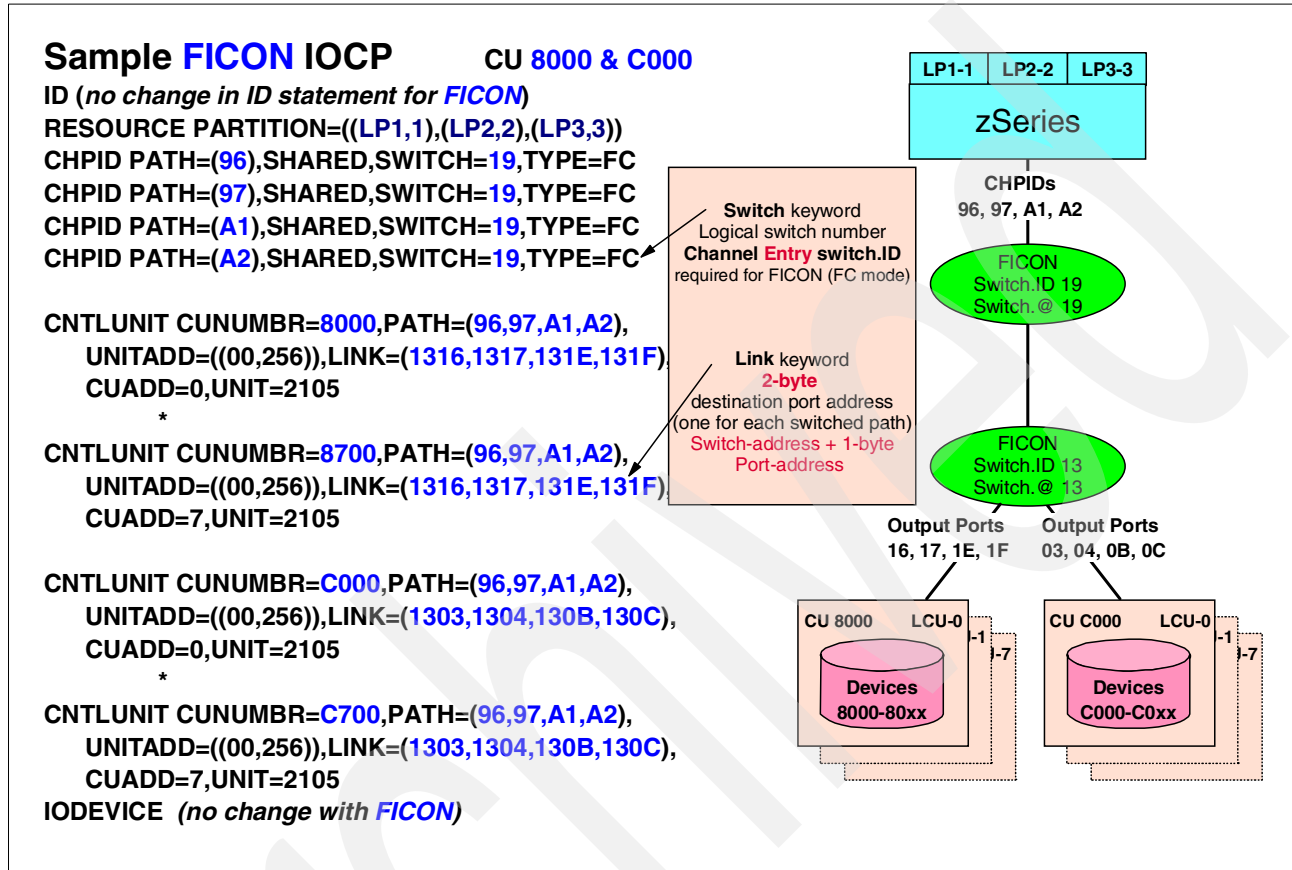 Sample FICON IOCP CU 8000 & C000
ID (no change in ID statement for FICON)
RESOURCE PARTITION=((LP1,1),(LP2,2),(LP3,3))
CHPID PATH=(96),SHARED,SWITCH=19,TYPE=FC
CHPID PATH=(97),SHARED,SWITCH=19,TYPE=FC
CHPID PATH=(A1),SHARED,SWITCH=19,TYPE=FC
CHPID PATH=(A2),SHARED,SWITCH=19,TYPE=FC
CNTLUNIT CUNUMBR=8000,PATH=(96,97,A1,A2),
UNITADD=((00,256)),LINK=(1316,1317,131E,131F),
CUADD=0,UNIT=2105
*
CNTLUNIT CUNUMBR=8700,PATH=(96,97,A1,A2),
UNITADD=((00,256)),LINK=(1316,1317,131E,131F),
CUADD=7,UNIT=2105
CNTLUNIT CUNUMBR=C000,PATH=(96,97,A1,A2),
UNITADD=((00,256)),LINK=(1303,1304,130B,130C),
CUADD=0,UNIT=2105
*
CNTLUNIT CUNUMBR=C700,PATH=(96,97,A1,A2),
UNITADD=((00,256)),LINK=(1303,1304,130B,130C),
CUADD=7,UNIT=2105
IODEVICE (no change with FICON)
Switch keyword
Logical switch number
Channel Entry switch.ID
required for FICON (FC mode)
Link keyword
2-byte
destination port address
(one for each switched path)
Switch-address + 1-byte
Port-address
LP1-1 LP2-2 LP3-3
zSeries
CHPIDs
96, 97, A1, A2
FICON
Switch.ID 19
Switch.@ 19
FICON
Switch.ID 13
Switch.@ 13
Output Ports
16, 17, 1E, 1F
Output Ports
03, 04, 0B, 0C
CU 8000 LCU-0
-1
-7
Devices
8000-80xx
CU C000 LCU-0
-1
-7
Devices
C000-C0xx